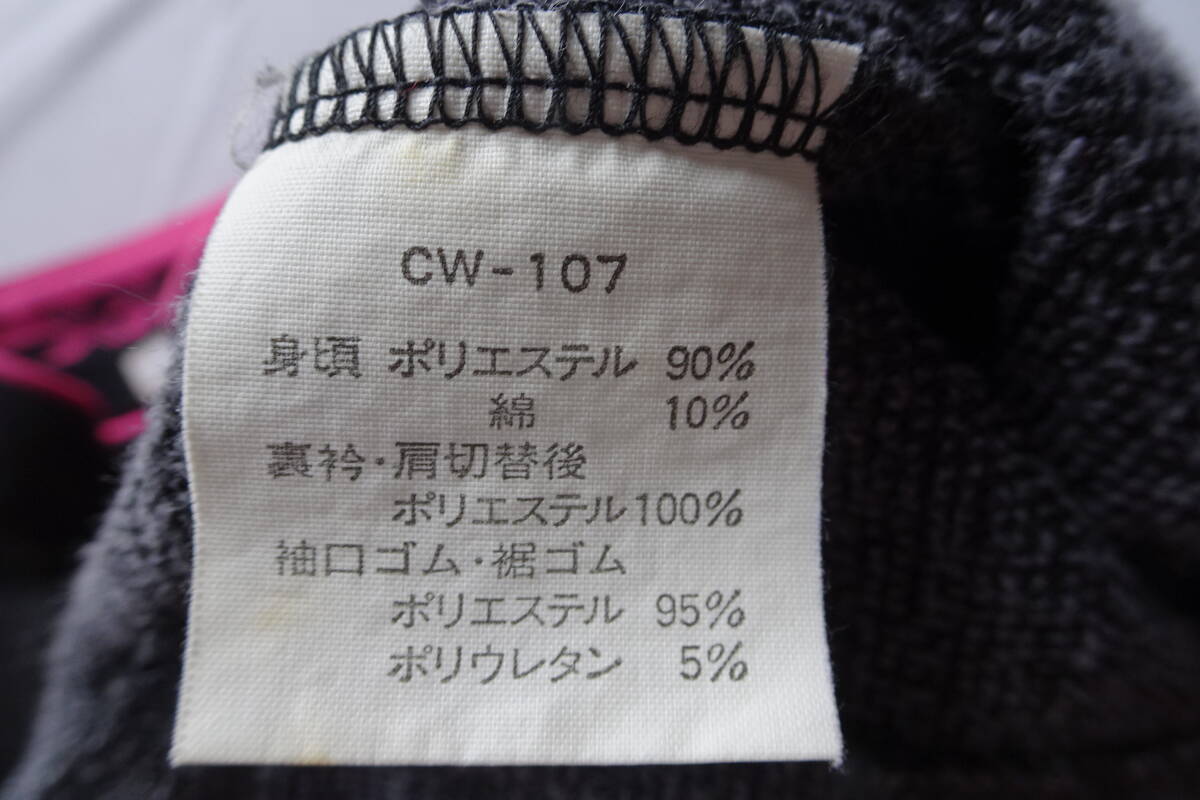 CW-107
身頃 ポリエステル 90%
綿 10%
裏衿・肩切替後
ポリエステル100%
袖口ゴム・裾ゴム
ポリエステル 95%
ポリウレタン 5%